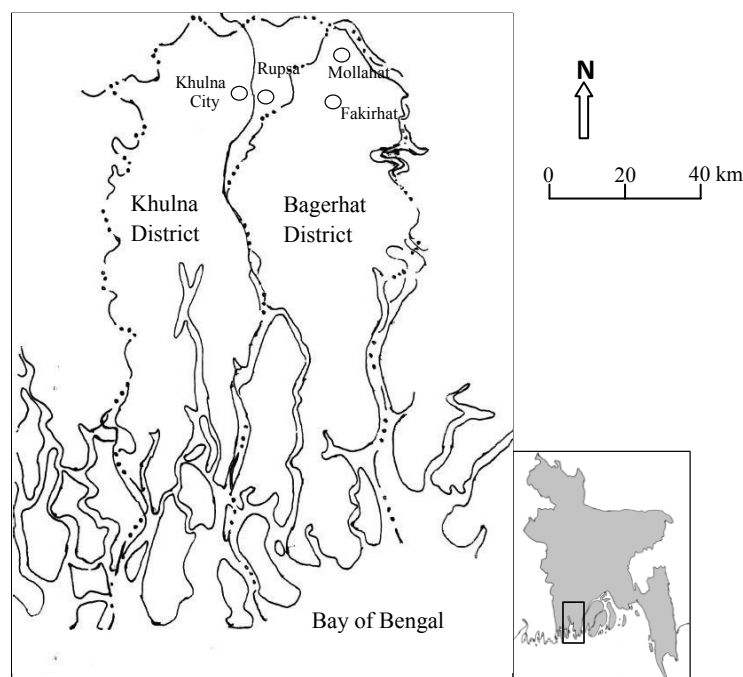 Rupsa
Mollahat
Khulna
City
Fakirhat
N
0 20 40 km
Khulna
District
Bagerhat
District
Bay of Bengal